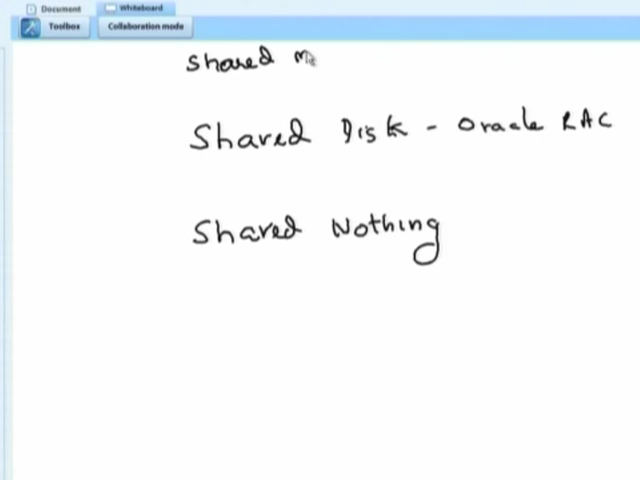 Document Whiteboard
Toolbox Collaboration mode
Shared m
Shared Disk - Oracle RAC
Shared Nothing